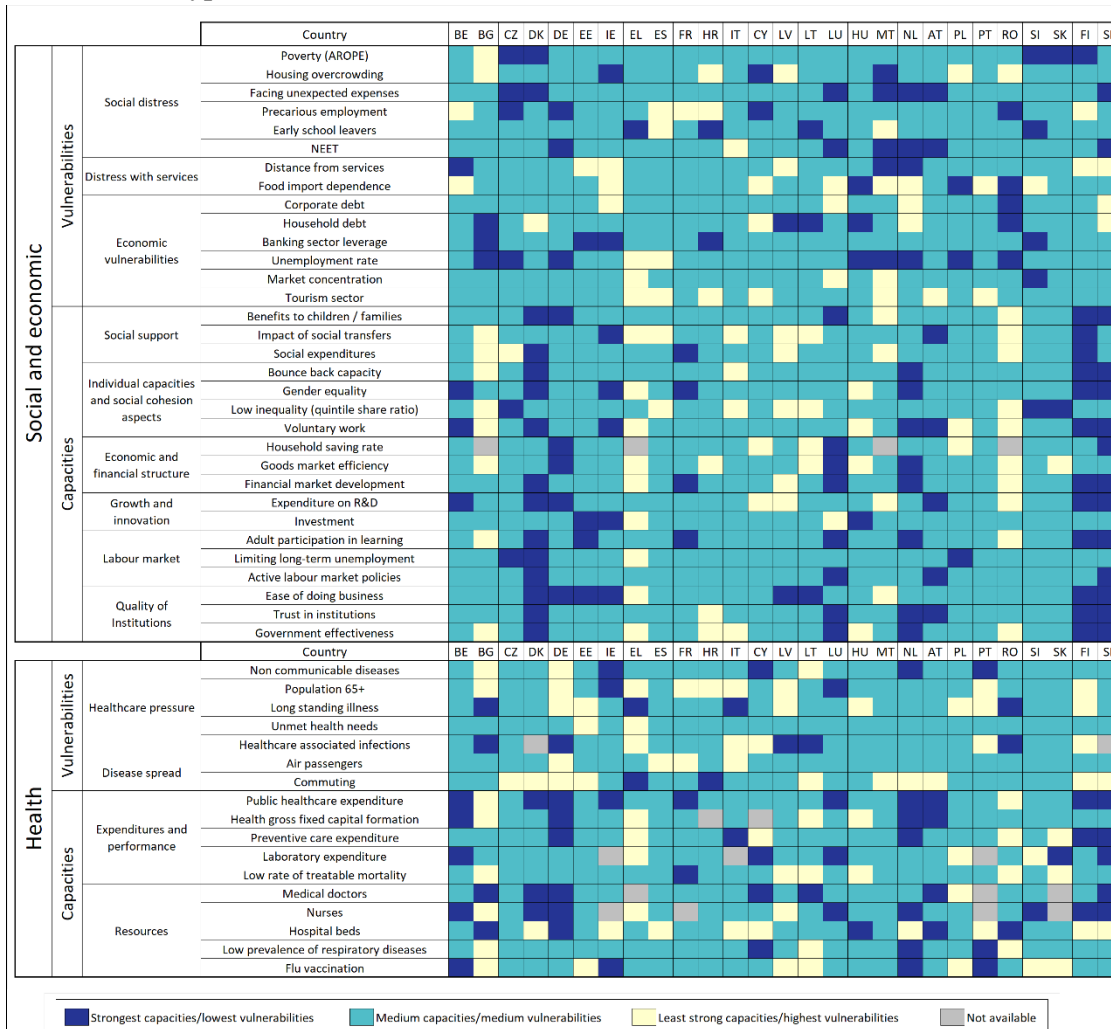 Country BE BG CZ DK DE EE IE EL ES FR HR IT CY LV LT LU HU MT NL AT PL PT RO SI SK FI
Social and economic
Vulnerabilities
Social distress
Poverty (AROPE)
Housing overcrowding
Facing unexpected expenses
Precarious employment
Early school leavers
NEET
Distress with services
Distance from services
Food import dependence
Economic
vulnerabilities
Corporate debt
Household debt
Banking sector leverage
Unemployment rate
Market concentration
Tourism sector
Capacities
Social support
Benefits to children / families
Impact of social transfers
Social expenditures
Individual capacities
and social cohesion
aspects
Bounce back capacity
Gender equality
Low inequality (quintile share ratio)
Voluntary work
Economic and
financial structure
Household saving rate
Goods market efficiency
Financial market development
Growth and
innovation
Expenditure on R&D
Investment
Labour market
Adult participation in learning
Limiting long-term unemployment
Active labour market policies
Quality of
Institutions
Ease of doing business
Trust in institutions
Government effectiveness
Country BE BG CZ DK DE EE IE EL ES FR HR IT CY LV LT LU HU MT NL AT PL PT RO SI SK FI
Health
Vulnerabilities
Healthcare pressure
Non communicable diseases
Population 65+
Long standing illness
Unmet health needs
Disease spread
Healthcare associated infections
Air passengers
Commuting
Capacities
Expenditures and
performance
Public healthcare expenditure
Health gross fixed capital formation
Preventive care expenditure
Laboratory expenditure
Low rate of treatable mortality
Resources
Medical doctors
Nurses
Hospital beds
Low prevalence of respiratory diseases
Flu vaccination
Strongest capacities/lowest vulnerabilities
Medium capacities/medium vulnerabilities
Least strong capacities/highest vulnerabilities
Not available